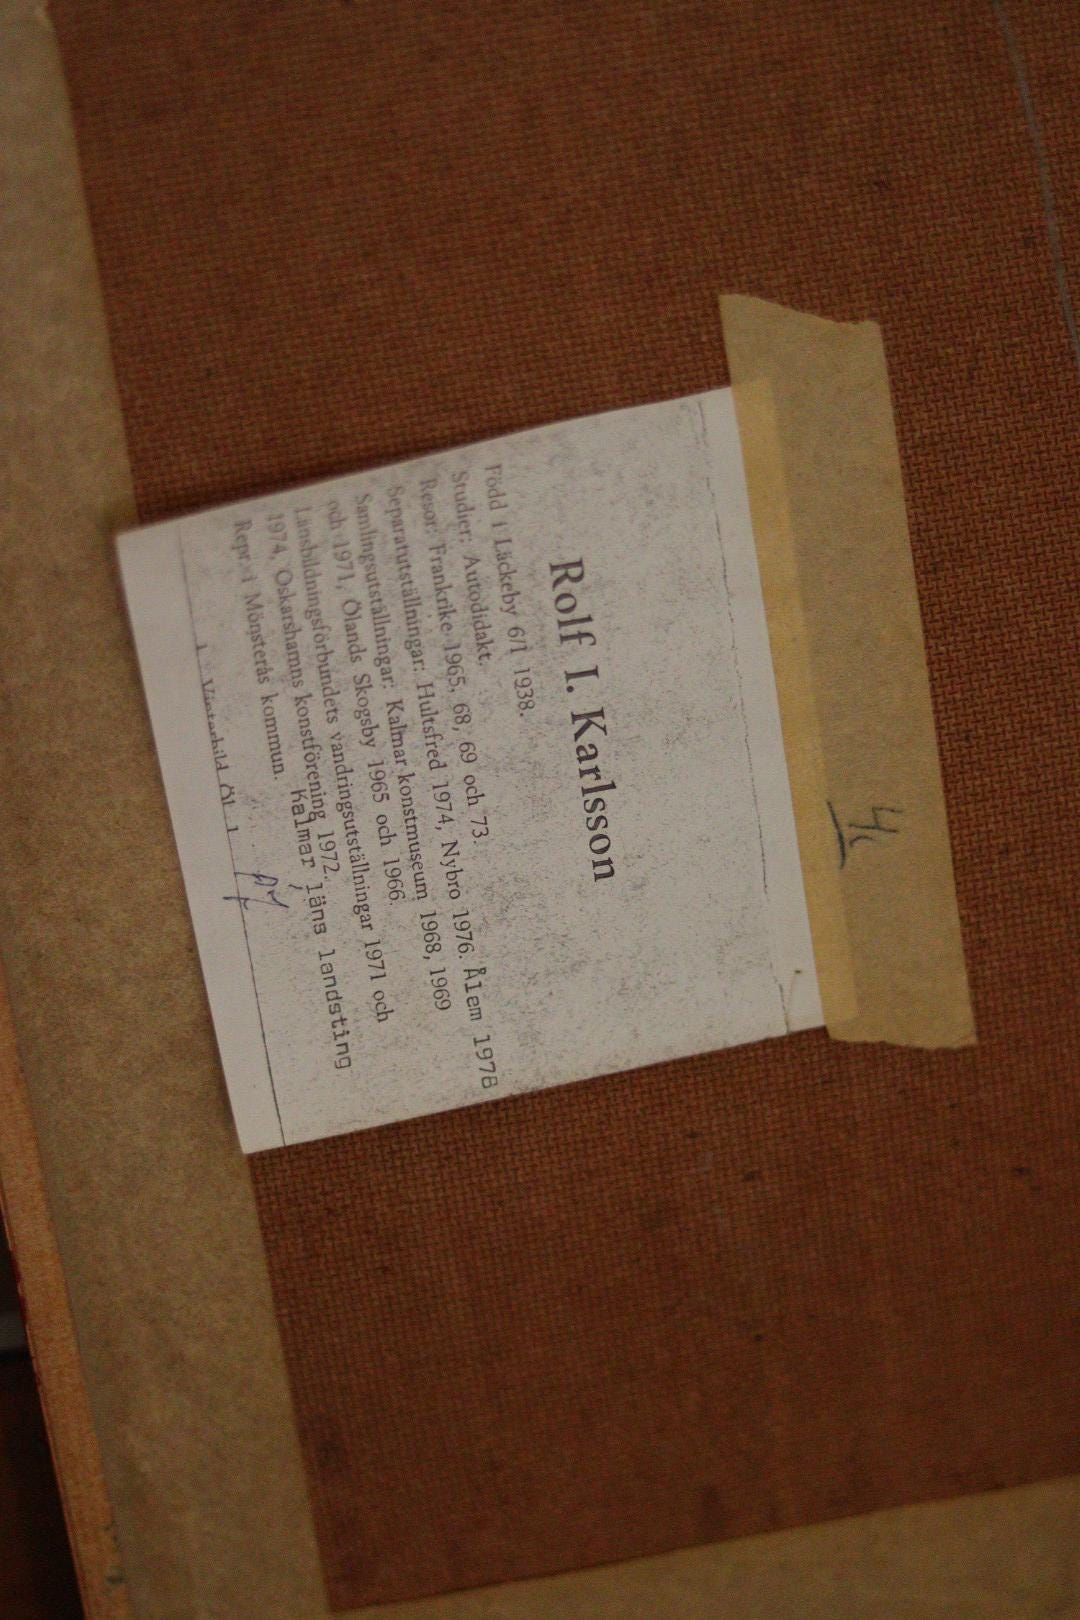 Rolf I. Karlsson
Född i Läckeby 6/1 1938.
Studier: Autodidakt.
Resor: Frankrike 1965, 68, 69 och 73.
Separatutställningar: Hultsfred 1974, Nybro 1976. Ålem 1978
Samlingsutställningar: Kalmar konstmuseum 1968, 1969
och 1971, Ölands Skogsby 1965 och 1966.
Länsbildningsförbundets vandringsutställningar 1971 och
1974, Oskarshamns konstförening 1972.
Repr. i Mönsterås kommun. Kalmar läns landsting